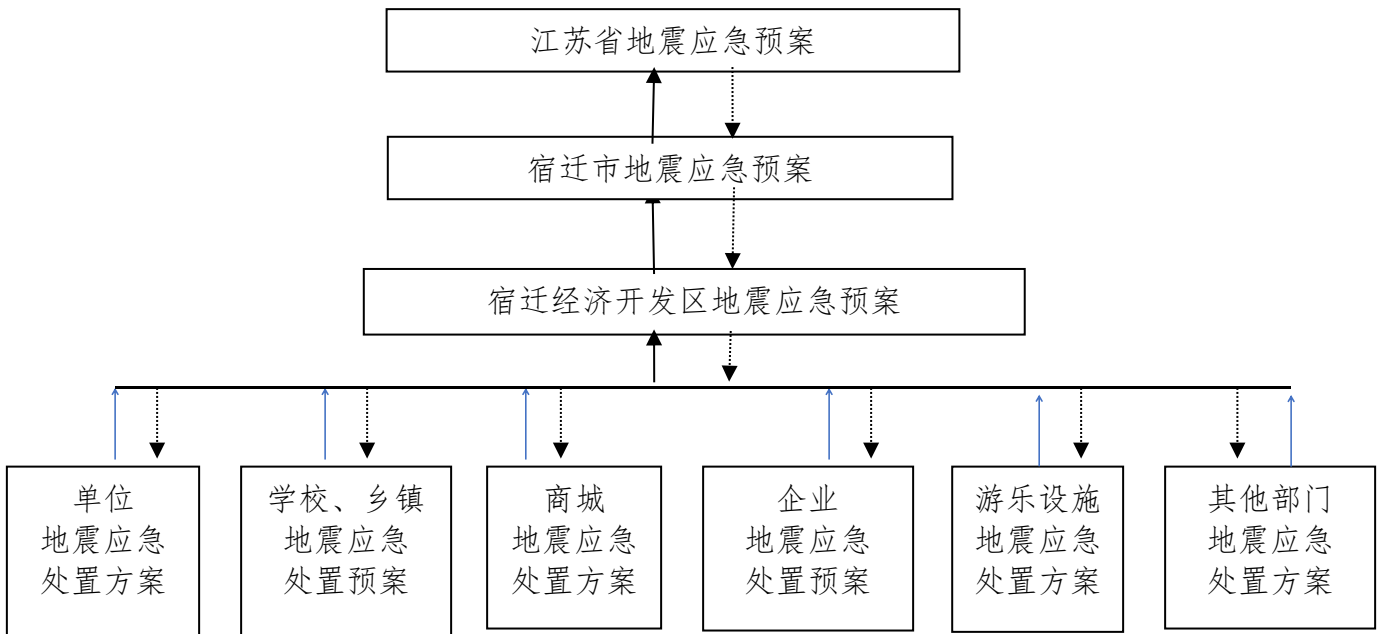 江苏省地震应急预案
宿迁市地震应急预案
宿迁经济开发区地震应急预案
单位
地震应急
处置方案
学校、乡镇
地震应急
处置预案
商城
地震应急
处置方案
企业
地震应急
处置预案
游乐设施
地震应急
处置方案
其他部门
地震应急
处置方案